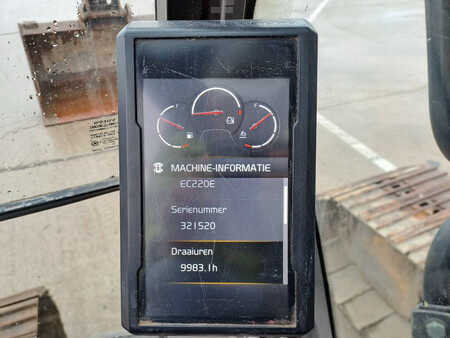 MACHINE-INFORMATIE
EC220E
Serienummer
321520
Draaiuren
9983.1h